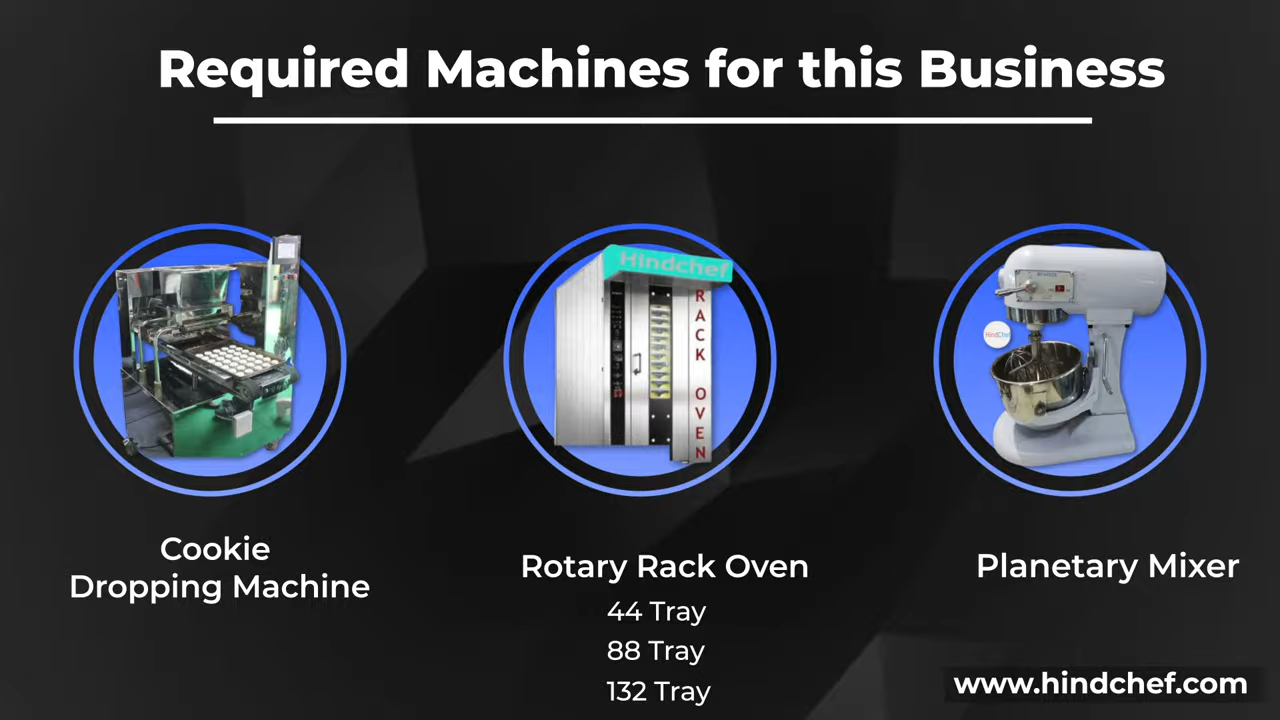 Required Machines for this Business
Hindchef
RACK OVEN
HindChef
Cookie
Dropping Machine
Rotary Rack Oven
44 Tray
88 Tray
132 Tray
Planetary Mixer
www.hindchef.com